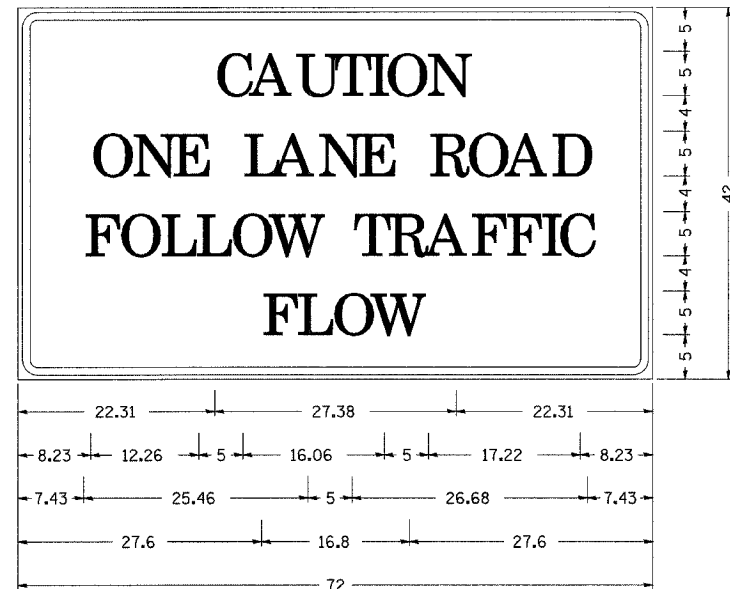 CAUTION
ONE LANE ROAD
FOLLOW TRAFFIC
FLOW
5
5
4
5
4
5
4
5
5
42
22.31 27.38 22.31
8.23 12.26 5 16.06 5 17.22 8.23
7.43 25.46 5 26.68 7.43
27.6 16.8 27.6
72